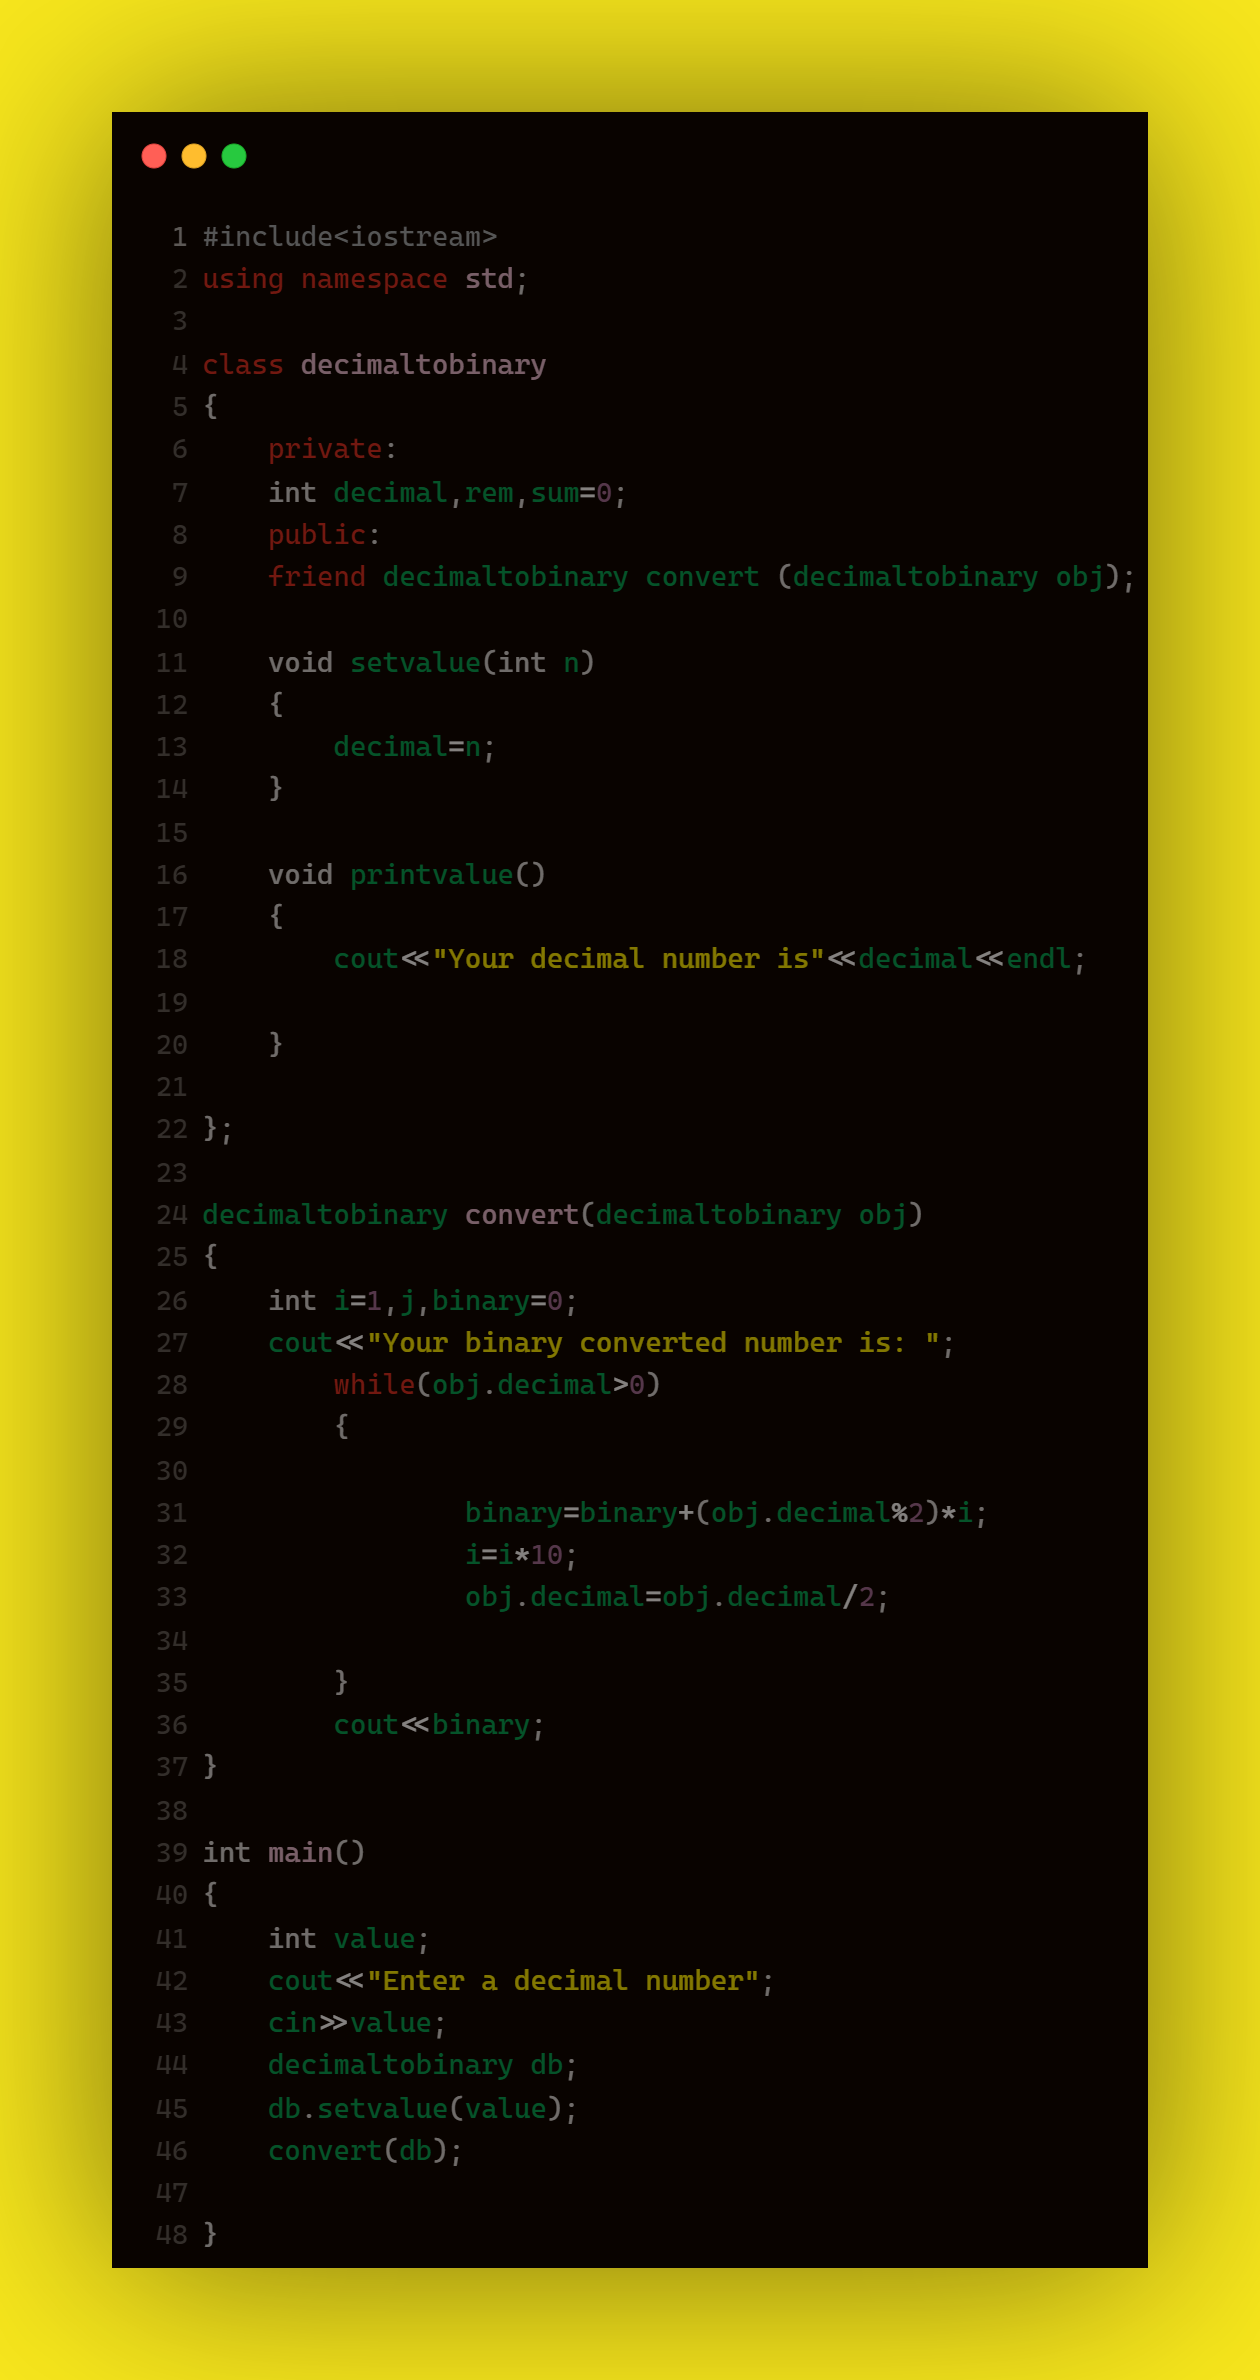 1 #include<iostream>
2 using namespace std;
3
4 class decimaltobinary
5 {
6     private:
7     int decimal,rem,sum=0;
8     public:
9     friend decimaltobinary convert (decimaltobinary obj);
10
11     void setvalue(int n)
12     {
13         decimal=n;
14     }
15
16     void printvalue()
17     {
18         cout<<"Your decimal number is"<<decimal<<endl;
19
20     }
21
22 };
23
24 decimaltobinary convert(decimaltobinary obj)
25 {
26     int i=1,j,binary=0;
27     cout<<"Your binary converted number is: ";
28         while(obj.decimal>0)
29         {
30
31                 binary=binary+(obj.decimal%2)*i;
32                 i=i*10;
33                 obj.decimal=obj.decimal/2;
34
35         }
36         cout<<binary;
37 }
38
39 int main()
40 {
41     int value;
42     cout<<"Enter a decimal number";
43     cin>>value;
44     decimaltobinary db;
45     db.setvalue(value);
46     convert(db);
47
48 }